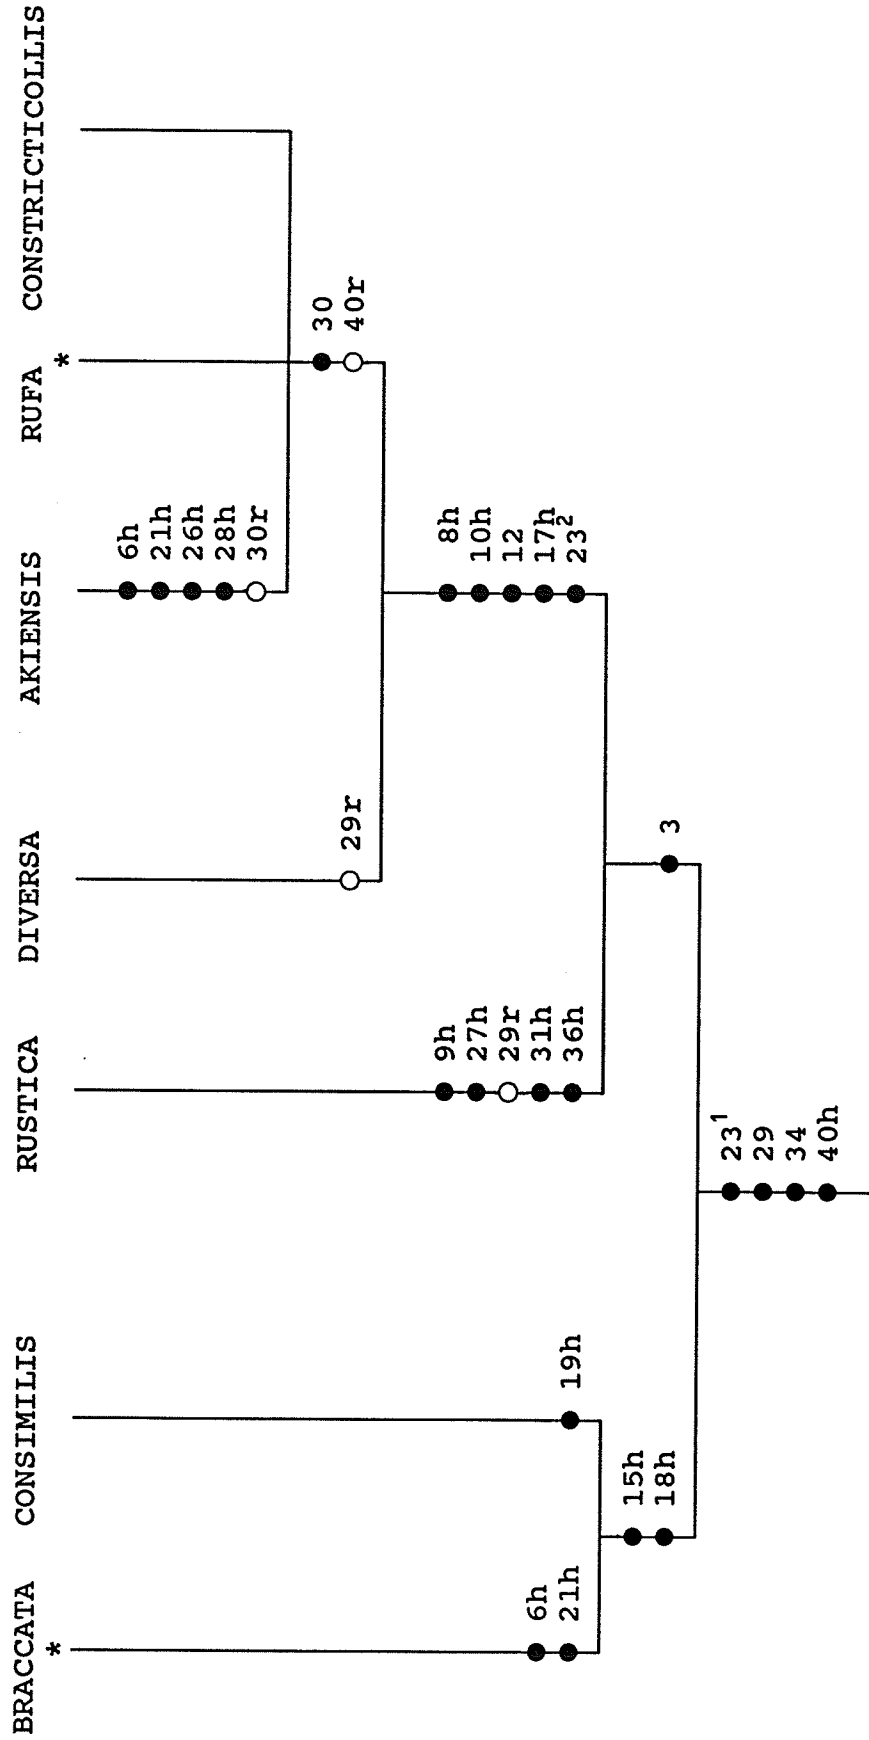 BRACCATA CONSIMILIS RUSTICA DIVERSA AKIENSIS RUFA CONSTRICTICOLLIS
* *
6h
21h
26h
28h
30r
30
40r
29r
8h
10h
12
17h
23²
9h
27h
29r
31h
36h
6h
21h
19h
15h
18h
3
23¹
29
34
40h